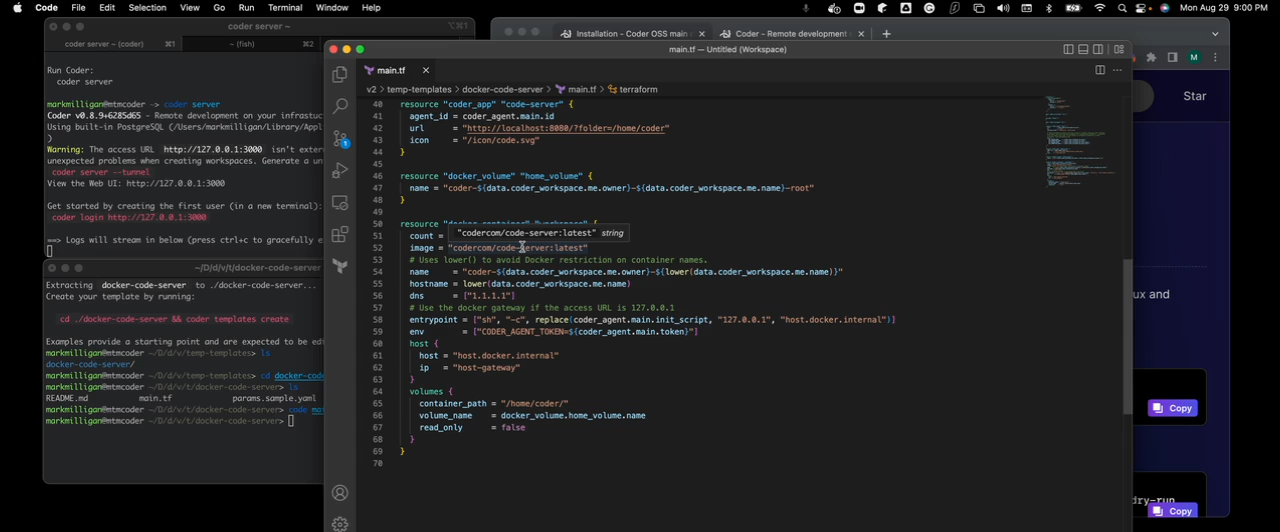 Code File Edit Selection View Go Run Terminal Window Help
Mon Aug 29 9:00 PM
coder server
⌥⌘1
coder server ~ (coder) ⌘1 ~ (fish) ⌘2
Run Coder:
coder server
markmilligan@mtmcoder ~> coder server
Coder v0.8.9+6285d65 - Remote development on your infrastruc
Using built-in PostgreSQL (/Users/markmilligan/Library/Appl
)
Warning: The access URL http://127.0.0.1:3000 isn't extern
unexpected problems when creating workspaces. Generate a un
coder server --tunnel
View the Web UI: http://127.0.0.1:3000
Get started by creating the first user (in a new terminal):
coder login http://127.0.0.1:3000
==> Logs will stream in below (press ctrl+c to gracefully e
~/D/d/v/t/docker-code-server
Extracting docker-code-server to ./docker-code-server...
Create your template by running:
cd ./docker-code-server && coder templates create
Examples provide a starting point and are expected to be edi
markmilligan@mtmcoder ~/D/d/v/temp-templates> ls
docker-code-server/
markmilligan@mtmcoder ~/D/d/v/temp-templates> cd docker-code
markmilligan@mtmcoder ~/D/d/v/t/docker-code-server> ls
README.md main.tf params.sample.yaml
markmilligan@mtmcoder ~/D/d/v/t/docker-code-server> code mai
markmilligan@mtmcoder ~/D/d/v/t/docker-code-server>
Installation - Coder OSS main
Coder - Remote development
main.tf — Untitled (Workspace)
main.tf
v2 > temp-templates > docker-code-server > main.tf > terraform
40 resource "coder_app" "code-server" {
41 agent_id = coder_agent.main.id
42 url = "http://localhost:8080/?folder=/home/coder"
43 icon = "/icon/code.svg"
44 }
45
46 resource "docker_volume" "home_volume" {
47 name = "coder-${data.coder_workspace.me.owner}-${data.coder_workspace.me.name}-root"
48 }
49
50 resource "docker_container" "workspace" {
"codercom/code-server:latest" string
51 count =
52 image = "codercom/code-server:latest"
53 # Uses lower() to avoid Docker restriction on container names.
54 name = "coder-${data.coder_workspace.me.owner}-${lower(data.coder_workspace.me.name)}"
55 hostname = lower(data.coder_workspace.me.name)
56 dns = ["1.1.1.1"]
57 # Use the docker gateway if the access URL is 127.0.0.1
58 entrypoint = ["sh", "-c", replace(coder_agent.main.init_script, "127.0.0.1", "host.docker.internal")]
59 env = ["CODER_AGENT_TOKEN=${coder_agent.main.token}"]
60 host {
61 host = "host.docker.internal"
62 ip = "host-gateway"
63 }
64 volumes {
65 container_path = "/home/coder/"
66 volume_name = docker_volume.home_volume.name
67 read_only = false
68 }
69 }
70
Star
ux and
Copy
dry-run
Copy